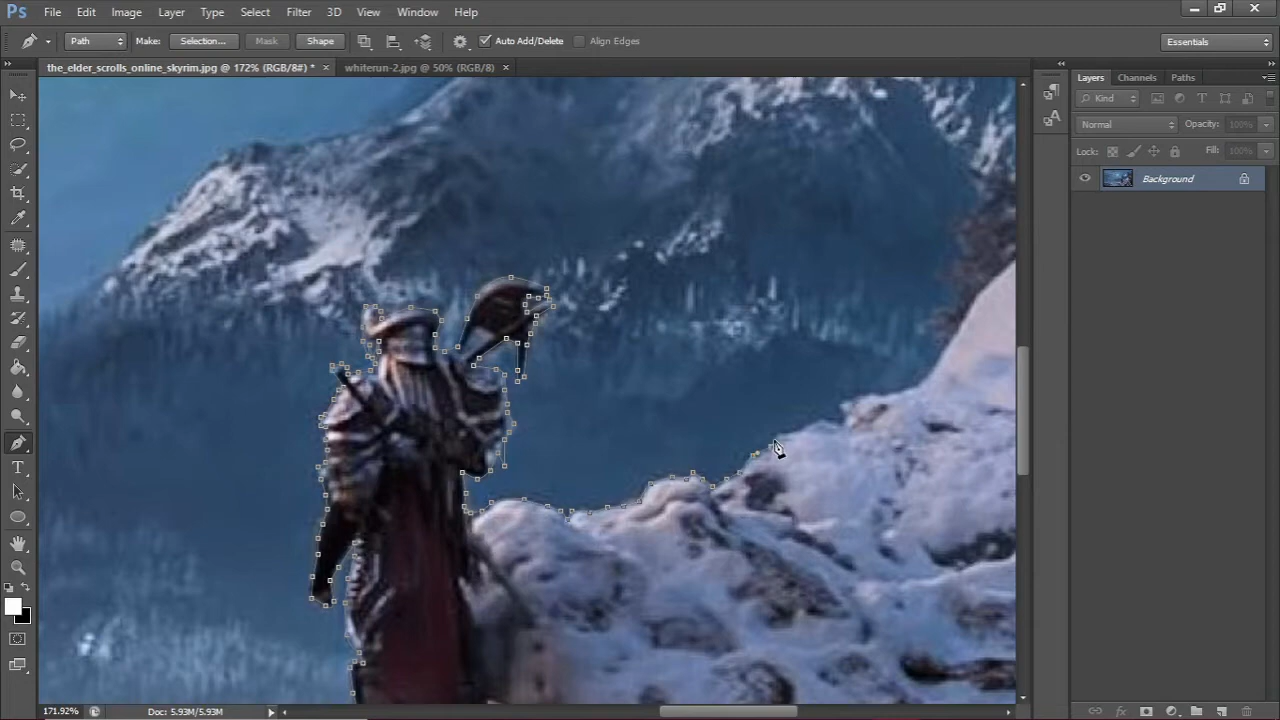 Ps File Edit Image Layer Type Select Filter 3D View Window Help
Path Make: Selection... Mask Shape Auto Add/Delete Align Edges Essentials
the_elder_scrolls_online_skyrim.jpg @ 172% (RGB/8#) * × whiterun-2.jpg @ 50% (RGB/8) ×
Layers Channels Paths
Kind
Normal Opacity: 100%
Lock: Fill: 100%
Background
171.92% Doc: 5.93M/5.93M